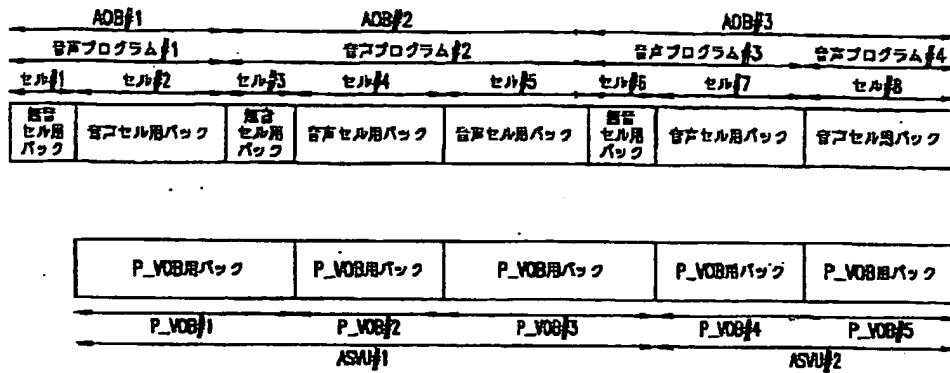 AOB#1 AOB#2 AOB#3
音声プログラム#1 音声プログラム#2 音声プログラム#3 音声プログラム#4
セル#1 セル#2 セル#3 セル#4 セル#5 セル#6 セル#7 セル#8
無音セル用パック 音声セル用パック 無音セル用パック 音声セル用パック 音声セル用パック 無音セル用パック 音声セル用パック 音声セル用パック
P_VOB用パック P_VOB用パック P_VOB用パック P_VOB用パック P_VOB用パック
P_VOB#1 P_VOB#2 P_VOB#3 P_VOB#4 P_VOB#5
ASVU#1 ASVU#2